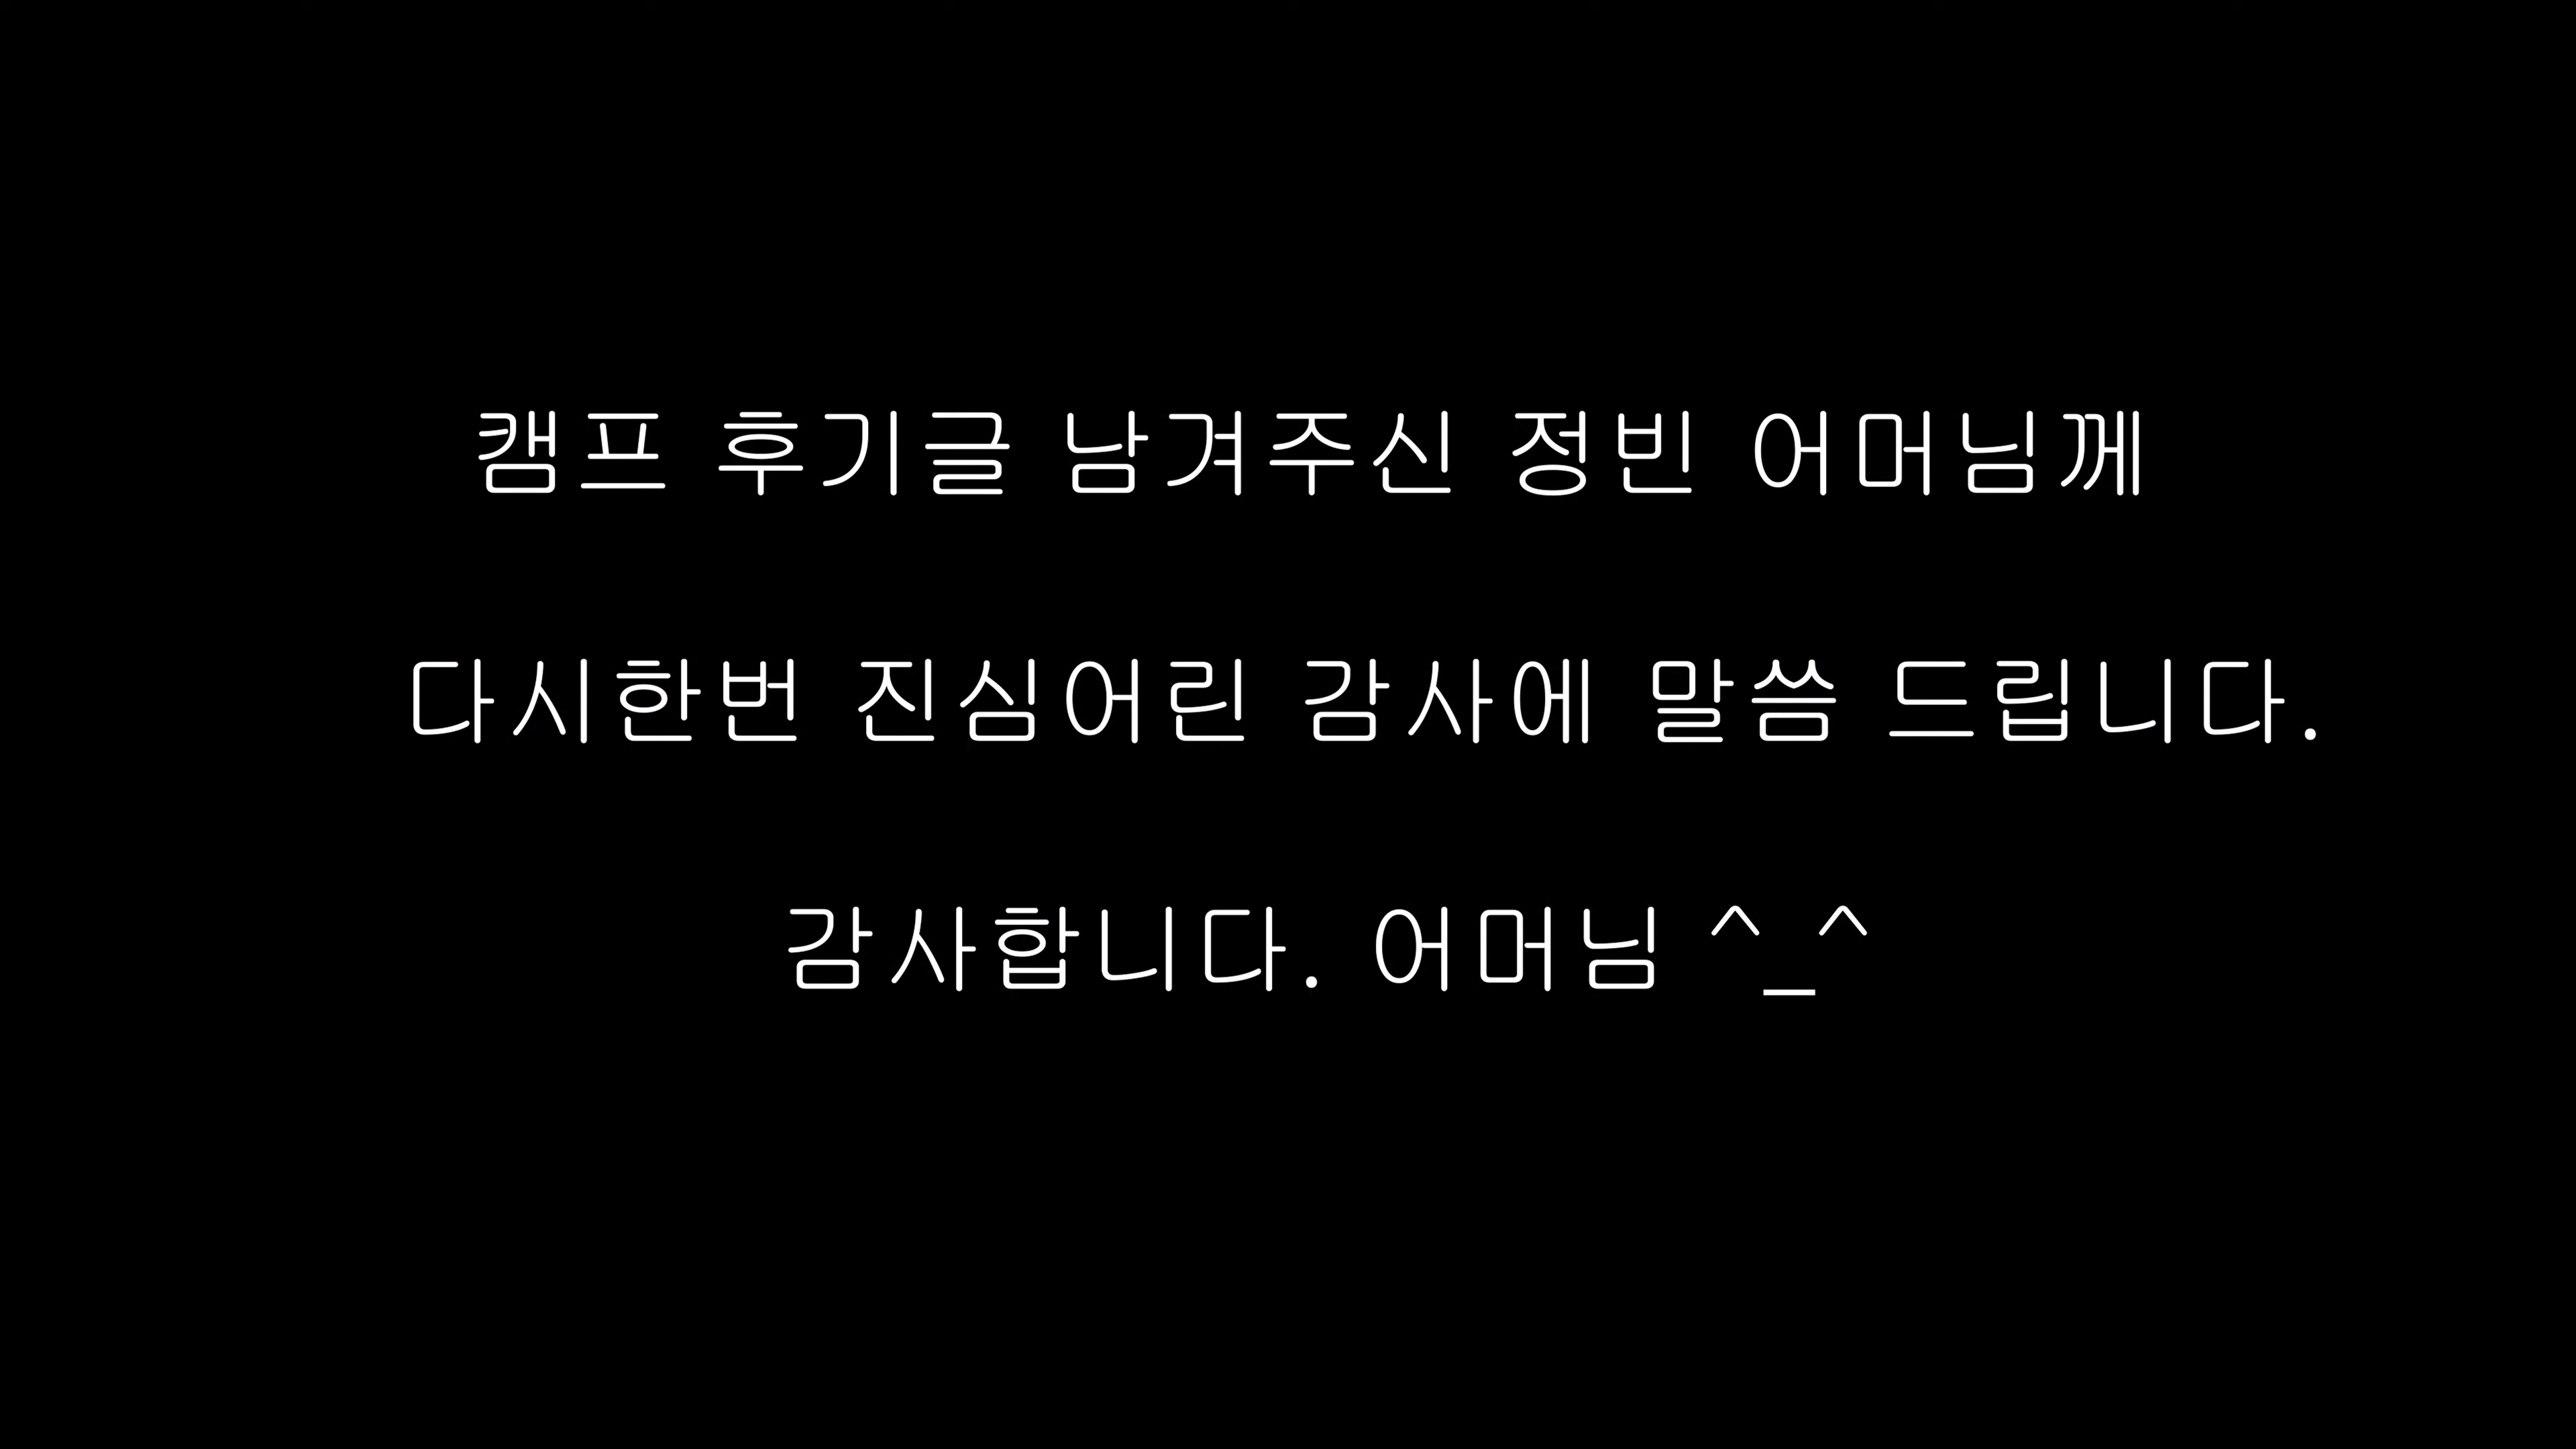 캠프 후기글 남겨주신 정빈 어머님께
다시한번 진심어린 감사에 말씀 드립니다.
감사합니다. 어머님 ^_^